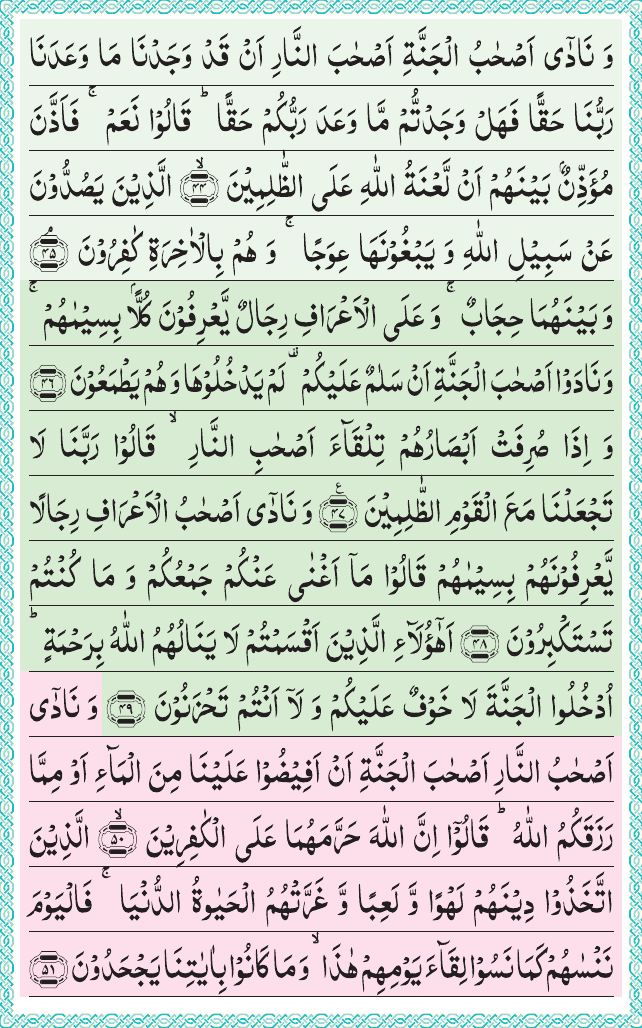 وَ نَادٰۤی اَصْحٰبُ الْجَنَّةِ اَصْحٰبَ النَّارِ اَنْ قَدْ وَجَدْنَا مَا وَعَدَنَا
رَبُّنَا حَقًّا فَهَلْ وَجَدْتُّمْ مَّا وَعَدَ رَبُّكُمْ حَقًّا ؕ قَالُوْا نَعَمْ ۚ فَاَذَّنَ
مُؤَذِّنٌۢ بَیْنَهُمْ اَنْ لَّعْنَةُ اللّٰهِ عَلَی الظّٰلِمِیْنَ ۙ﴿۴۴﴾ الَّذِیْنَ یَصُدُّوْنَ
عَنْ سَبِیْلِ اللّٰهِ وَ یَبْغُوْنَهَا عِوَجًا ۚ وَ هُمْ بِالْاٰخِرَةِ كٰفِرُوْنَ ۘ﴿۴۵﴾
وَ بَیْنَهُمَا حِجَابٌ ۚ وَ عَلَی الْاَعْرَافِ رِجَالٌ یَّعْرِفُوْنَ كُلًّۢا بِسِیْمٰىهُمْ ۚ
وَ نَادَوْا اَصْحٰبَ الْجَنَّةِ اَنْ سَلٰمٌ عَلَیْكُمْ ۟ لَمْ یَدْخُلُوْهَا وَ هُمْ یَطْمَعُوْنَ ﴿۴۶﴾
وَ اِذَا صُرِفَتْ اَبْصَارُهُمْ تِلْقَآءَ اَصْحٰبِ النَّارِ ۙ قَالُوْا رَبَّنَا لَا
تَجْعَلْنَا مَعَ الْقَوْمِ الظّٰلِمِیْنَ ﴿۴۷﴾ع وَ نَادٰۤی اَصْحٰبُ الْاَعْرَافِ رِجَالًا
یَّعْرِفُوْنَهُمْ بِسِیْمٰىهُمْ قَالُوْا مَاۤ اَغْنٰی عَنْكُمْ جَمْعُكُمْ وَ مَا كُنْتُمْ
تَسْتَكْبِرُوْنَ ﴿۴۸﴾ اَهٰۤؤُلَآءِ الَّذِیْنَ اَقْسَمْتُمْ لَا یَنَالُهُمُ اللّٰهُ بِرَحْمَةٍ ؕ
اُدْخُلُوا الْجَنَّةَ لَا خَوْفٌ عَلَیْكُمْ وَ لَاۤ اَنْتُمْ تَحْزَنُوْنَ ﴿۴۹﴾ وَ نَادٰۤی
اَصْحٰبُ النَّارِ اَصْحٰبَ الْجَنَّةِ اَنْ اَفِیْضُوْا عَلَیْنَا مِنَ الْمَآءِ اَوْ مِمَّا
رَزَقَكُمُ اللّٰهُ ؕ قَالُوْۤا اِنَّ اللّٰهَ حَرَّمَهُمَا عَلَی الْكٰفِرِیْنَ ۙ﴿۵۰﴾ الَّذِیْنَ
اتَّخَذُوْا دِیْنَهُمْ لَهْوًا وَّ لَعِبًا وَّ غَرَّتْهُمُ الْحَیٰوةُ الدُّنْیَا ۚ فَالْیَوْمَ
نَنْسٰىهُمْ كَمَا نَسُوْا لِقَآءَ یَوْمِهِمْ هٰذَا ۙ وَ مَا كَانُوْا بِاٰیٰتِنَا یَجْحَدُوْنَ ﴿۵۱﴾